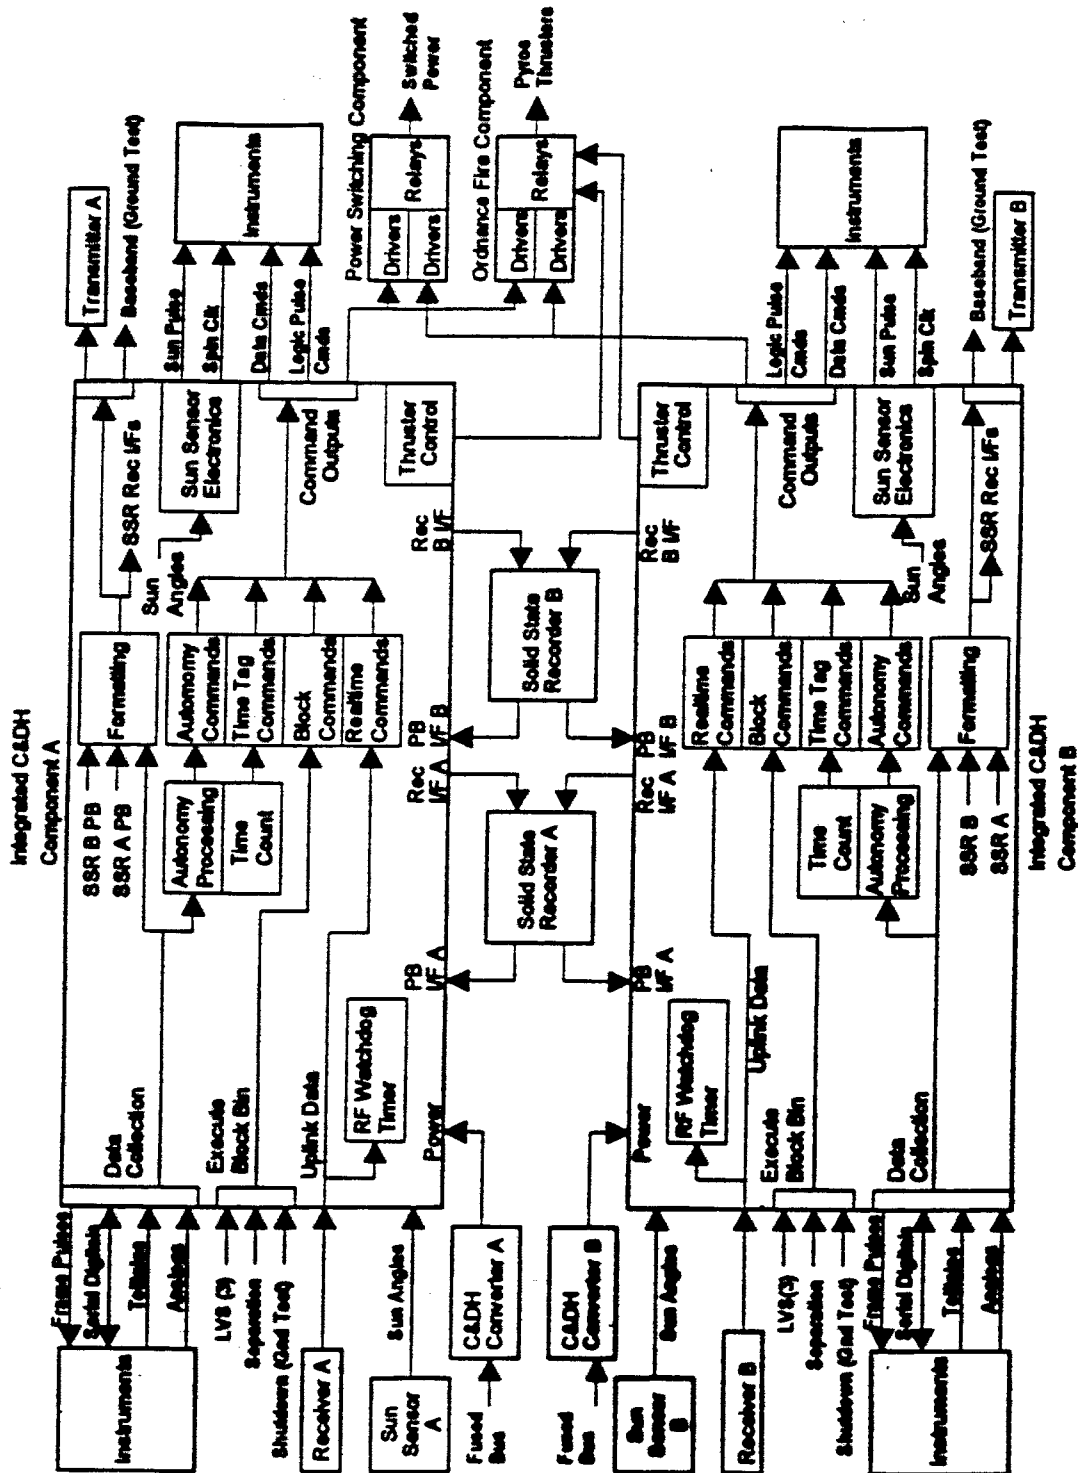 Integrated C&DH
Component A
Instruments
Frame Pulses
Serial Digitals
Telltales
Analogs
LVS (3)
Separation
Shutdown (Gnd Test)
Receiver A
Sun
Sensor
A
Sun Angles
Fused
Bus
C&DH
Converter A
Power
Data
Collection
Execute
Block Bin
Uplink Data
RF Watchdog
Timer
SSR B PB
SSR A PB
Formatting
Autonomy
Processing
Time
Count
Autonomy
Commands
Time Tag
Commands
Block
Commands
Realtime
Commands
SSR Rec I/Fs
Sun
Angles
Sun Sensor
Electronics
Command
Outputs
Thruster
Control
Transmitter A
Baseband (Ground Test)
Sun Pulse
Spin Clk
Data Cmds
Logic Pulse
Cmds
Instruments
Power Switching Component
Drivers
Drivers
Relays
Switched
Power
Ordnance Fire Component
Drivers
Drivers
Relays
Pyros
Thrusters
PB
I/F A
Rec
I/F A
PB
I/F B
Rec
B I/F
Solid State
Recorder A
Solid State
Recorder B
PB
I/F A
Rec
I/F A
PB
I/F B
Rec
B I/F
Fused
Bus
C&DH
Converter B
Power
Sun
Sensor
B
Sun Angles
Receiver B
LVS(3)
Separation
Shutdown (Gnd Test)
Instruments
Frame Pulses
Serial Digitals
Telltales
Analogs
RF Watchdog
Timer
Uplink Data
Execute
Block Bin
Data
Collection
Time
Count
Autonomy
Processing
SSR B
SSR A
Realtime
Commands
Block
Commands
Time Tag
Commands
Autonomy
Commands
Formatting
SSR Rec I/Fs
Sun
Angles
Sun Sensor
Electronics
Command
Outputs
Thruster
Control
Logic Pulse
Cmds
Data Cmds
Sun Pulse
Spin Clk
Instruments
Baseband (Ground Test)
Transmitter B
Integrated C&DH
Component B